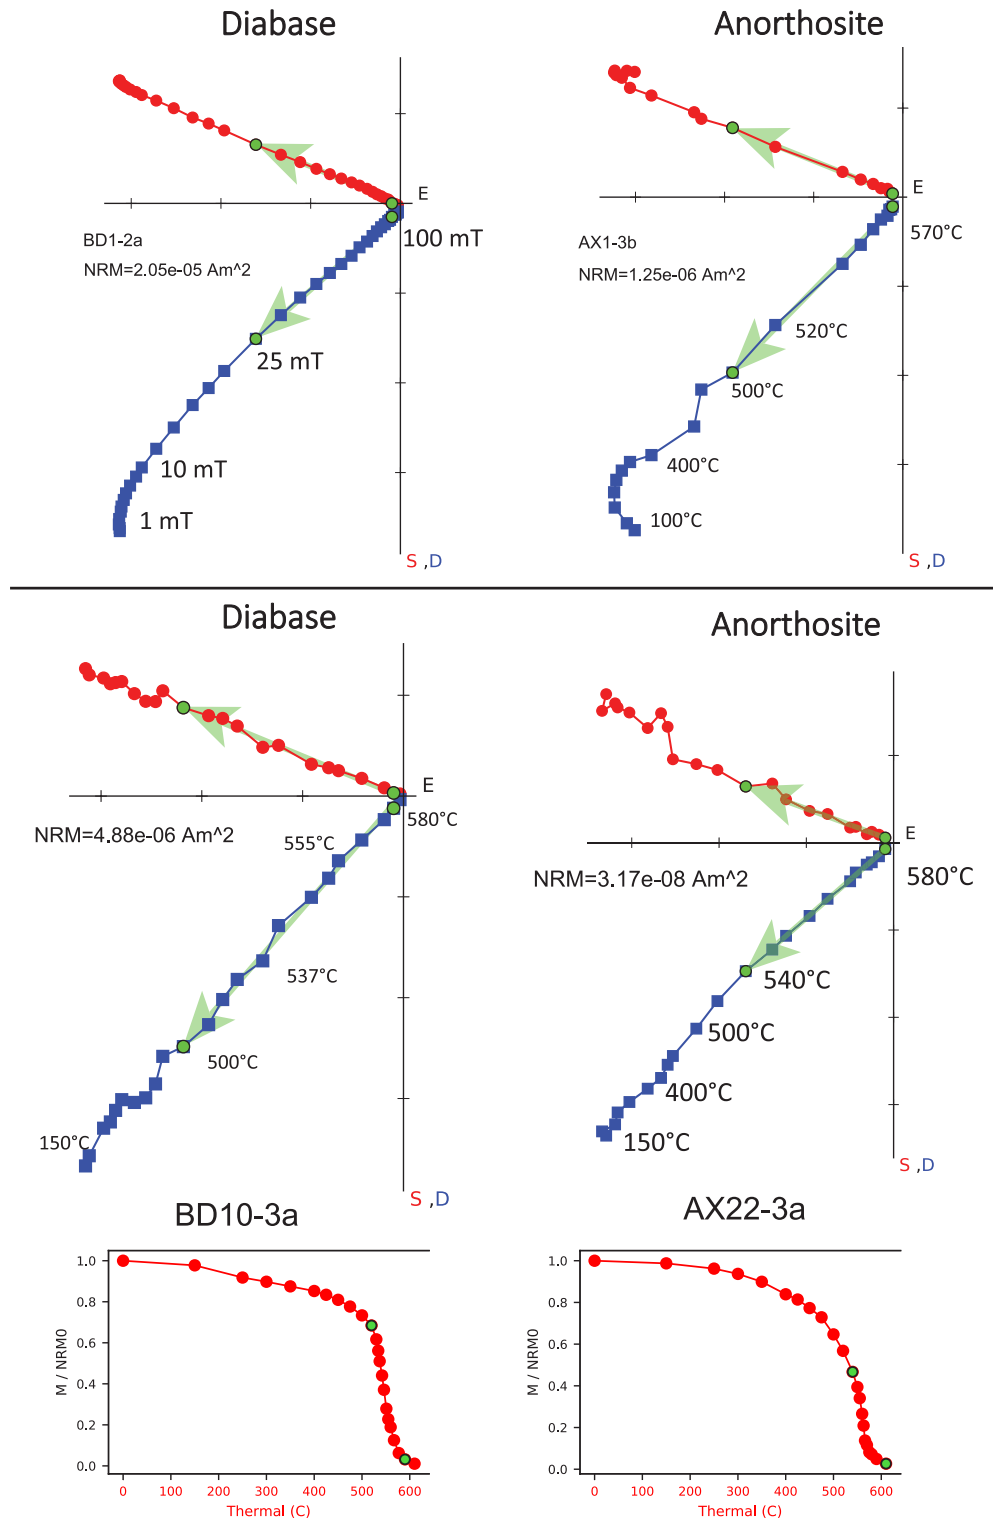 Diabase
Anorthosite
E
E
BD1-2a
100 mT
NRM=2.05e-05 Am^2
AX1-3b
570°C
NRM=1.25e-06 Am^2
25 mT
520°C
500°C
10 mT
400°C
1 mT
100°C
S ,D
S ,D
Diabase
Anorthosite
E
E
NRM=4.88e-06 Am^2
580°C
555°C
NRM=3.17e-08 Am^2
580°C
537°C
540°C
500°C
500°C
400°C
150°C
150°C
S ,D
S ,D
BD10-3a
AX22-3a
1.0
0.8
0.6
0.4
0.2
0.0
M / NRM0
0 100 200 300 400 500 600
Thermal (C)
1.0
0.8
0.6
0.4
0.2
0.0
M / NRM0
0 100 200 300 400 500 600
Thermal (C)